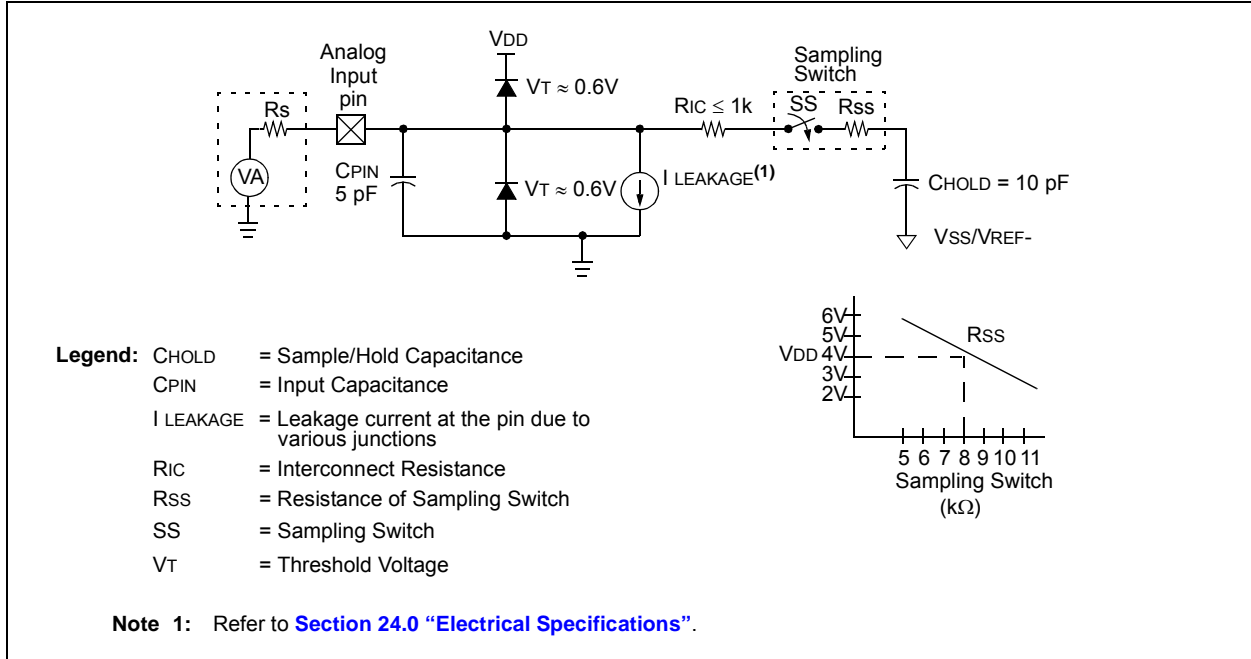 VDD
Analog
Input
pin
Sampling
Switch
VT ≈ 0.6V
RIC ≤ 1k
SS
Rss
Rs
VA
CPIN
5 pF
VT ≈ 0.6V
I LEAKAGE(1)
CHOLD = 10 pF
VSS/VREF-
6V
5V
VDD 4V
3V
2V
RSS
5 6 7 8 9 10 11
Sampling Switch
(kΩ)
Legend: CHOLD = Sample/Hold Capacitance
CPIN = Input Capacitance
I LEAKAGE = Leakage current at the pin due to
various junctions
RIC = Interconnect Resistance
RSS = Resistance of Sampling Switch
SS = Sampling Switch
VT = Threshold Voltage
Note 1: Refer to Section 24.0 “Electrical Specifications”.